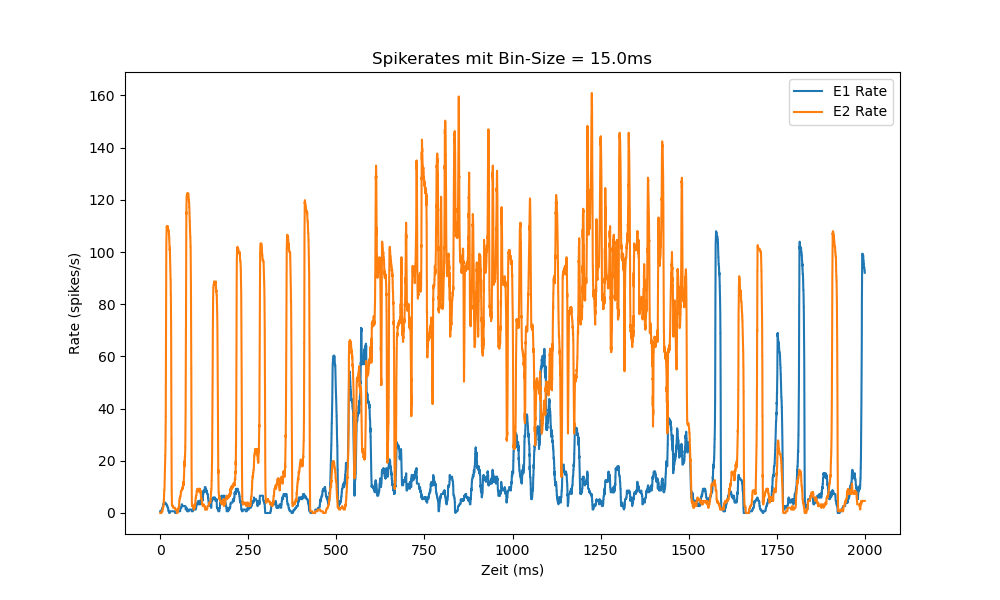 Spikerates mit Bin-Size = 15.0ms
E1 Rate
E2 Rate
Rate (spikes/s)
160
140
120
100
80
60
40
20
0
0 250 500 750 1000 1250 1500 1750 2000
Zeit (ms)